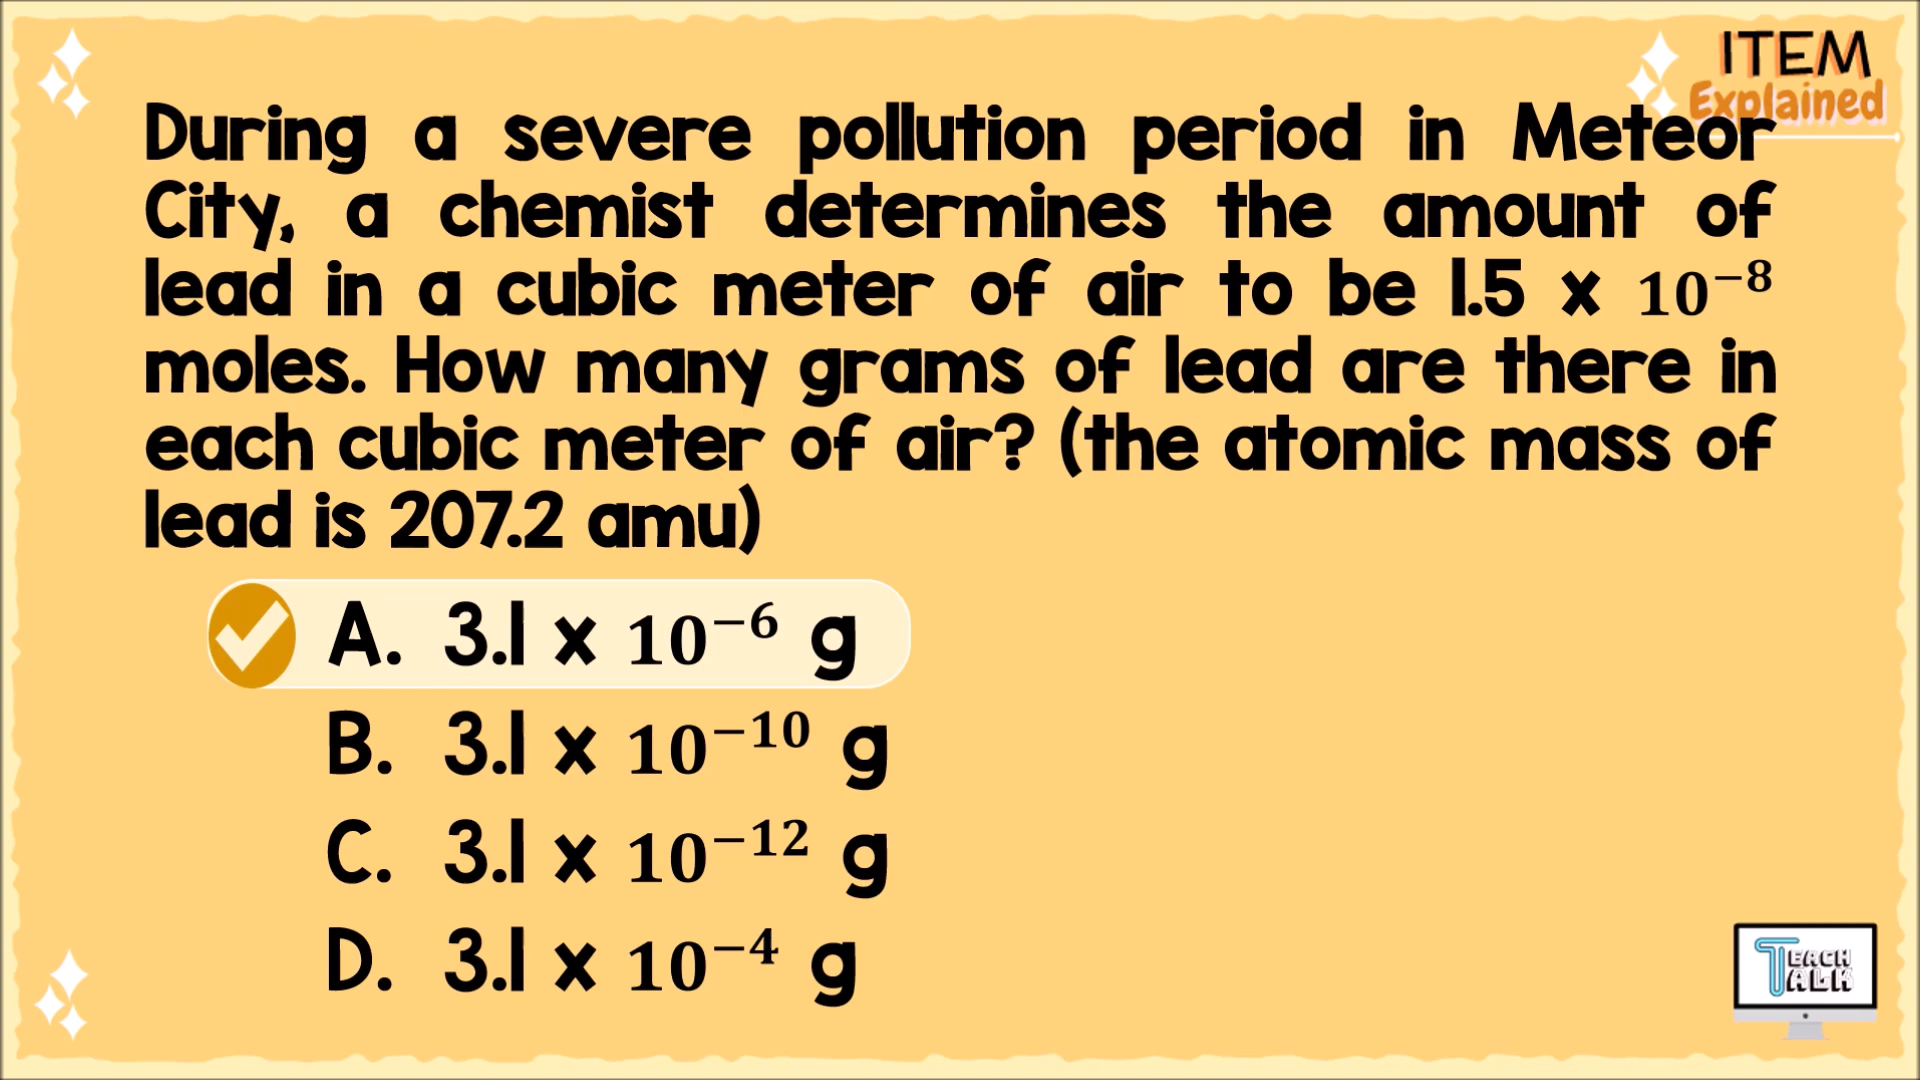 ITEM
Explained
During a severe pollution period in Meteor
City, a chemist determines the amount of
lead in a cubic meter of air to be 1.5 x 10⁻⁸
moles. How many grams of lead are there in
each cubic meter of air? (the atomic mass of
lead is 207.2 amu)
A. 3.1 x 10⁻⁶ g
B. 3.1 x 10⁻¹⁰ g
C. 3.1 x 10⁻¹² g
D. 3.1 x 10⁻⁴ g
TEACH
TALK